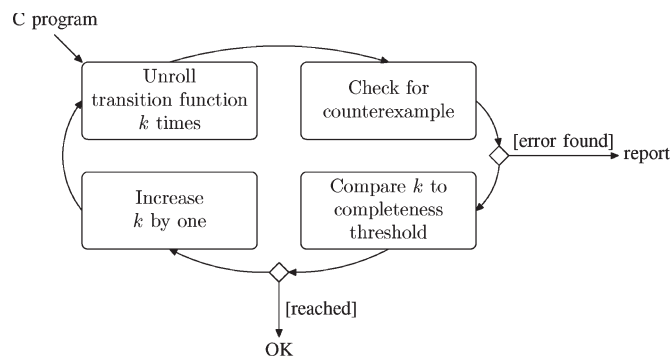 C program
Unroll
transition function
k times
Check for
counterexample
[error found]
report
Increase
k by one
Compare k to
completeness
threshold
[reached]
OK